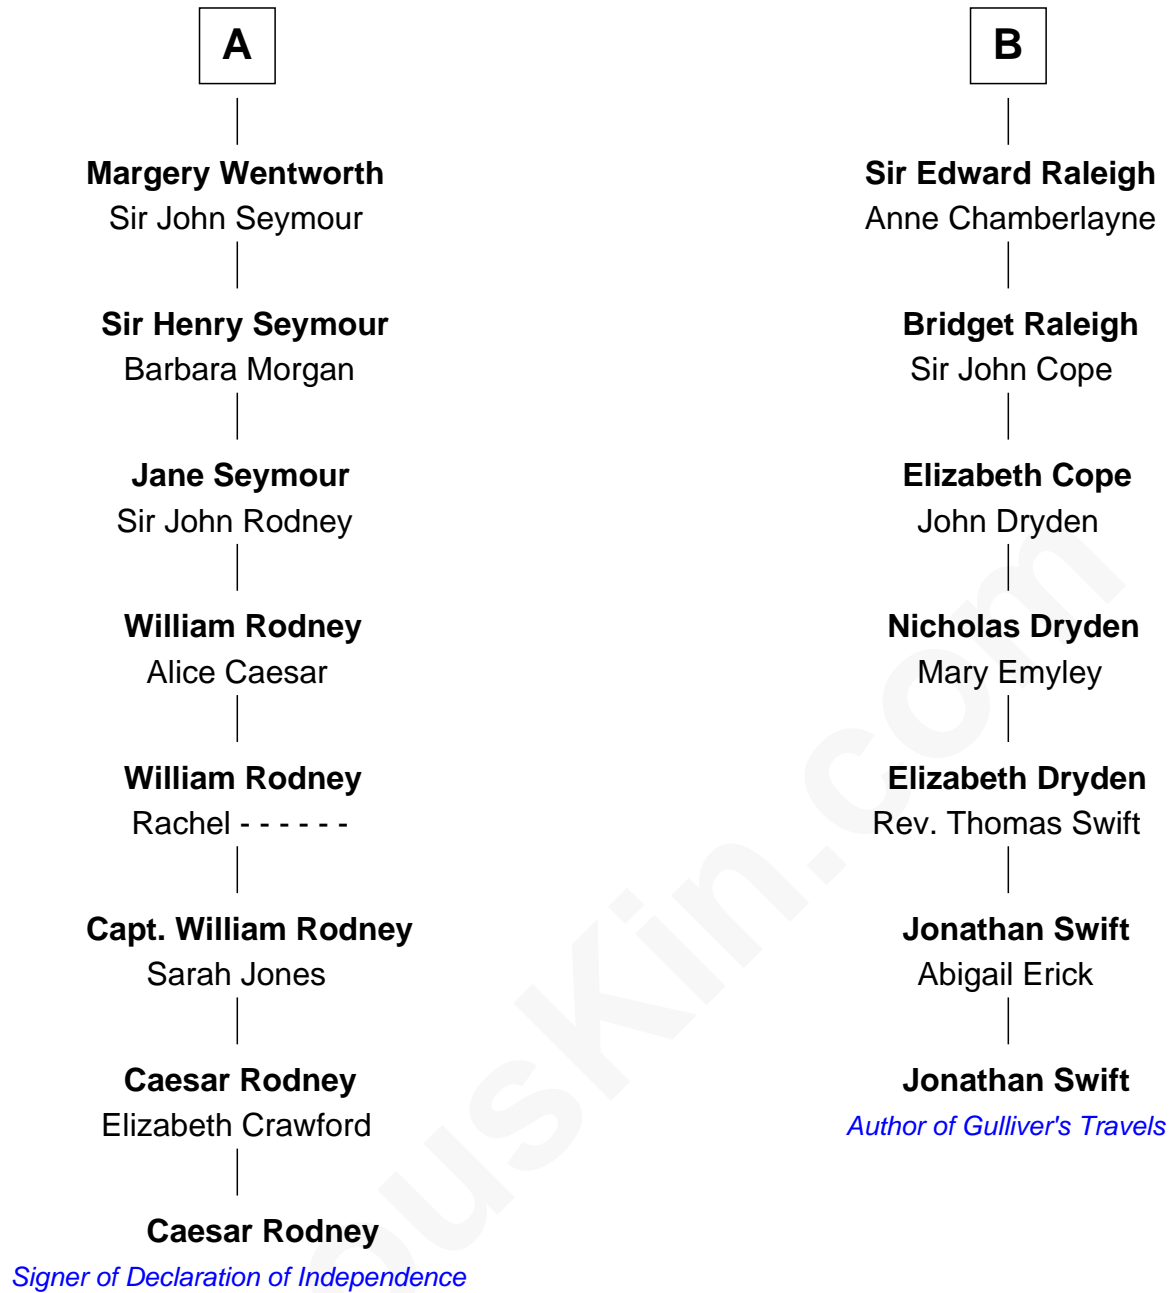 A
Margery Wentworth
Sir John Seymour
Sir Henry Seymour
Barbara Morgan
Jane Seymour
Sir John Rodney
William Rodney
Alice Caesar
William Rodney
Rachel - - - - - -
Capt. William Rodney
Sarah Jones
Caesar Rodney
Elizabeth Crawford
Caesar Rodney
Signer of Declaration of Independence
B
Sir Edward Raleigh
Anne Chamberlayne
Bridget Raleigh
Sir John Cope
Elizabeth Cope
John Dryden
Nicholas Dryden
Mary Emyley
Elizabeth Dryden
Rev. Thomas Swift
Jonathan Swift
Abigail Erick
Jonathan Swift
Author of Gulliver's Travels